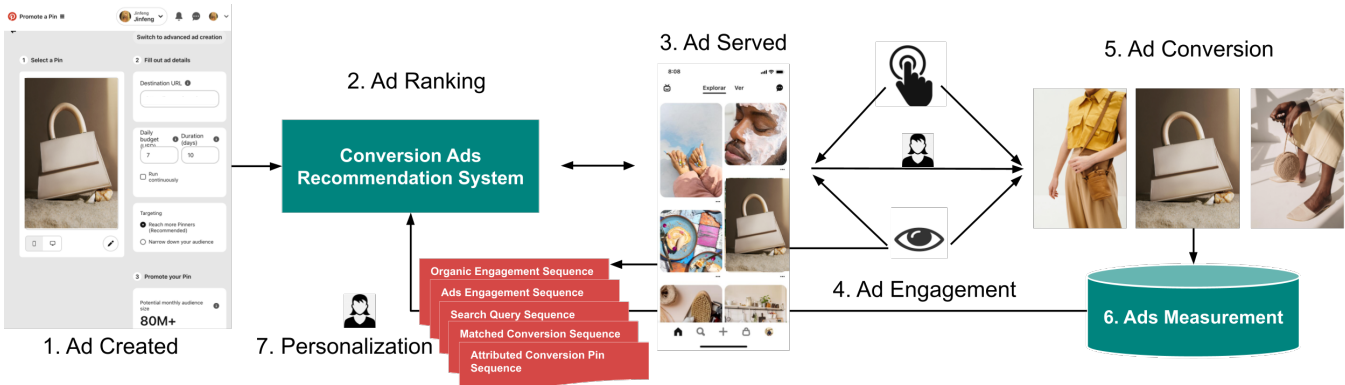 Promote a Pin
Jinfeng
Jinfeng
Switch to advanced ad creation
1 Select a Pin
2 Fill out ad details
Destination URL
Daily budget (USD)
Duration (days)
7
10
Run continuously
Targeting
Reach more Pinners (Recommended)
Narrow down your audience
3 Promote your Pin
Potential monthly audience size
80M+
1. Ad Created
2. Ad Ranking
Conversion Ads
Recommendation System
3. Ad Served
8:08
Explorar Ver
4. Ad Engagement
5. Ad Conversion
6. Ads Measurement
7. Personalization
Organic Engagement Sequence
Ads Engagement Sequence
Search Query Sequence
Matched Conversion Sequence
Attributed Conversion Pin
Sequence